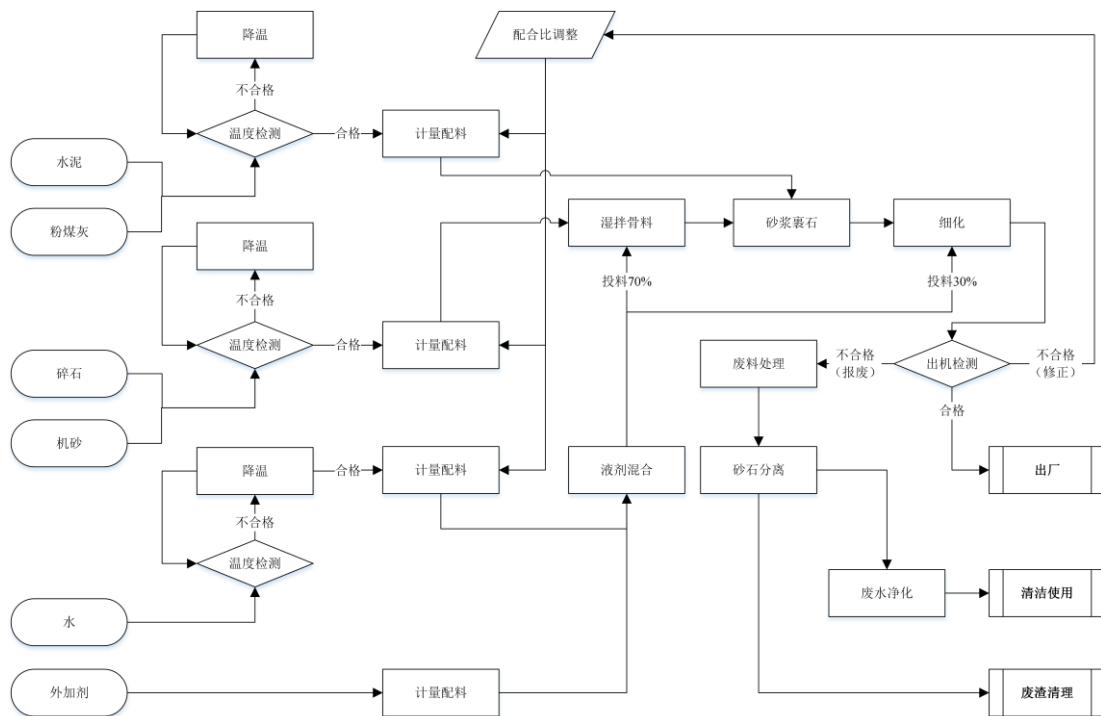 降温
配合比调整
不合格
温度检测
合格
计量配料
水泥
粉煤灰
降温
湿拌骨料
砂浆裹石
细化
不合格
投料70%
投料30%
温度检测
合格
计量配料
碎石
机砂
废料处理
不合格
（报废）
出机检测
不合格
（修正）
合格
降温
合格
计量配料
液剂混合
砂石分离
出厂
不合格
温度检测
废水净化
清洁使用
水
外加剂
计量配料
废渣清理